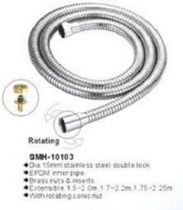 Rotating
SMH-10103
◆Dia.15mm stainless steel double lock
◆EPDM inner pipe
◆Brass nuts & inserts
◆Extensible:1.5~2.0m,1.7~2.2m,1.75~2.25m
◆With rotating conic nut